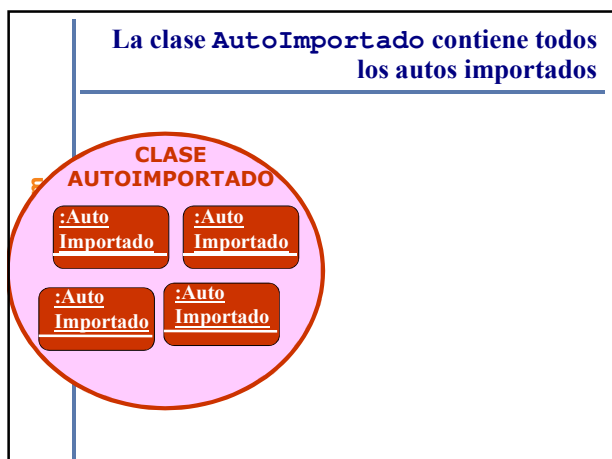 La clase AutoImportado contiene todos
los autos importados
CLASE
AUTOIMPORTADO
:Auto
Importado
:Auto
Importado
:Auto
Importado
:Auto
Importado